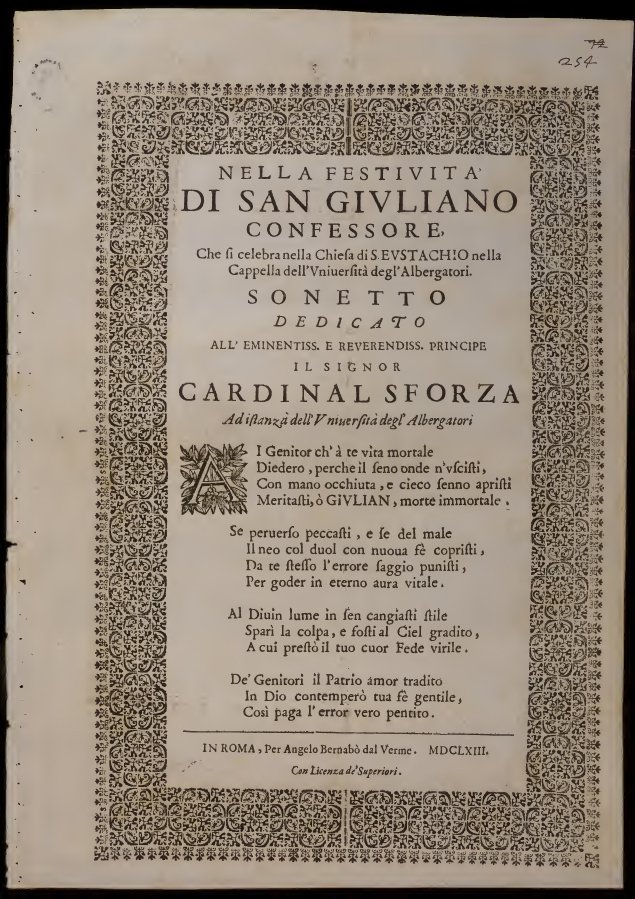 72
254
NELLA FESTIVITA'
DI SAN GIVLIANO
CONFESSORE,
Che ſi celebra nella Chieſa di S. EVSTACHIO nella
Cappella dell'Vniuerſità degl'Albergatori.
SONETTO
DEDICATO
ALL' EMINENTISS. E REVERENDISS. PRINCIPE
IL SIGNOR
CARDINAL SFORZA
Ad iſtanza dell'Vniuerſità degl'Albergatori
AI Genitor ch' à te vita mortale
Diedero, perche il ſeno onde n'vſciſti,
Con mano occhiuta, e cieco ſenno apriſti
Meritaſti, ò GIVLIAN, morte immortale.
Se peruerſo peccaſti, e ſe del male
Il neo col duol con nuoua fè copriſti,
Da te ſteſſo l'errore ſaggio puniſti,
Per goder in eterno aura vitale.
Al Diuin lume in ſen cangiaſti ſtile
Sparì la colpa, e foſti al Ciel gradito,
A cui preſtò il tuo cuor Fede virile.
De' Genitori il Patrio amor tradito
In Dio contemperò tua fè gentile,
Così paga l'error vero pentito.
IN ROMA, Per Angelo Bernabò dal Verme. MDCLXIII.
Con Licenza de' Superiori.